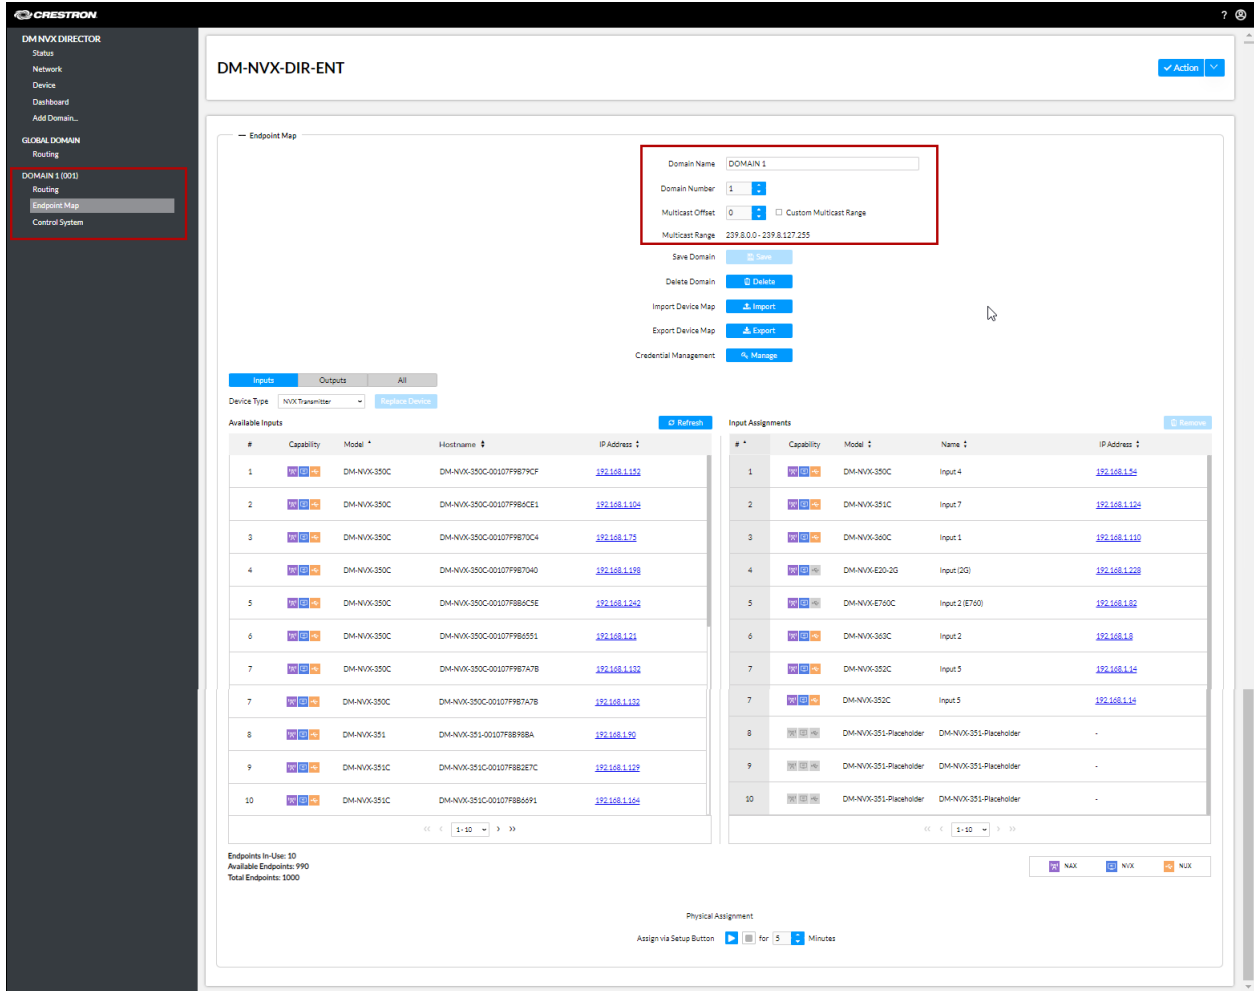 CRESTRON
?
DM NVX DIRECTOR
Status
Network
Device
Dashboard
Add Domain...
GLOBAL DOMAIN
Routing
DOMAIN 1 (001)
Routing
Endpoint Map
Control System
DM-NVX-DIR-ENT
Action
Endpoint Map
Domain Name DOMAIN 1
Domain Number 1
Multicast Offset 0 Custom Multicast Range
Multicast Range 239.8.0.0 - 239.8.127.255
Save Domain Save
Delete Domain Delete
Import Device Map Import
Export Device Map Export
Credential Management Manage
Inputs Outputs All
Device Type NVX Transmitter Replace Device
Available Inputs Refresh
# Capability Model Hostname IP Address
1 DM-NVX-350C DM-NVX-350C-00107F9B79CF 192.168.1.152
2 DM-NVX-350C DM-NVX-350C-00107F9B6CE1 192.168.1.104
3 DM-NVX-350C DM-NVX-350C-00107F9B70C4 192.168.1.75
4 DM-NVX-350C DM-NVX-350C-00107F9B7040 192.168.1.198
5 DM-NVX-350C DM-NVX-350C-00107F8B6C5E 192.168.1.242
6 DM-NVX-350C DM-NVX-350C-00107F9B6551 192.168.1.21
7 DM-NVX-350C DM-NVX-350C-00107F9B7A7B 192.168.1.132
7 DM-NVX-350C DM-NVX-350C-00107F9B7A7B 192.168.1.132
8 DM-NVX-351 DM-NVX-351-00107F8B98BA 192.168.1.90
9 DM-NVX-351C DM-NVX-351C-00107F8B2E7C 192.168.1.129
10 DM-NVX-351C DM-NVX-351C-00107F8B6691 192.168.1.164
1 - 10
Input Assignments Remove
# Capability Model Name IP Address
1 DM-NVX-350C Input 4 192.168.1.54
2 DM-NVX-351C Input 7 192.168.1.124
3 DM-NVX-360C Input 1 192.168.1.110
4 DM-NVX-E20-2G Input (2G) 192.168.1.228
5 DM-NVX-E760C Input 2 (E760) 192.168.1.82
6 DM-NVX-363C Input 2 192.168.1.8
7 DM-NVX-352C Input 5 192.168.1.14
7 DM-NVX-352C Input 5 192.168.1.14
8 DM-NVX-351-Placeholder DM-NVX-351-Placeholder -
9 DM-NVX-351-Placeholder DM-NVX-351-Placeholder -
10 DM-NVX-351-Placeholder DM-NVX-351-Placeholder -
1 - 10
Endpoints In-Use: 10
Available Endpoints: 990
Total Endpoints: 1000
NAX NVX NUX
Physical Assignment
Assign via Setup Button for 5 Minutes